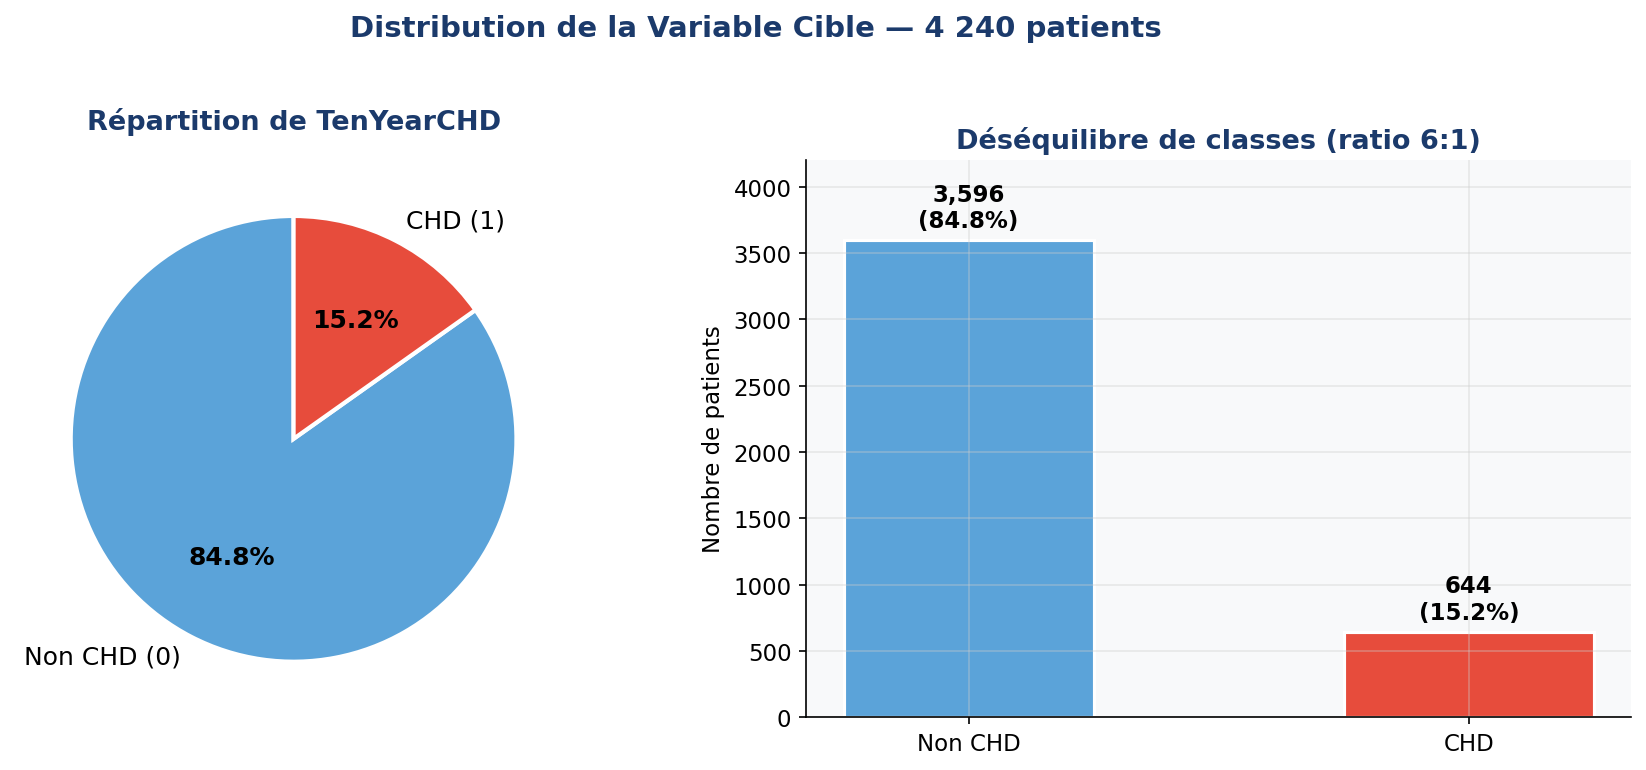 Distribution de la Variable Cible — 4 240 patients
Répartition de TenYearCHD
CHD (1)
15.2%
84.8%
Non CHD (0)
Déséquilibre de classes (ratio 6:1)
Nombre de patients
4000
3500
3000
2500
2000
1500
1000
500
0
3,596
(84.8%)
644
(15.2%)
Non CHD
CHD